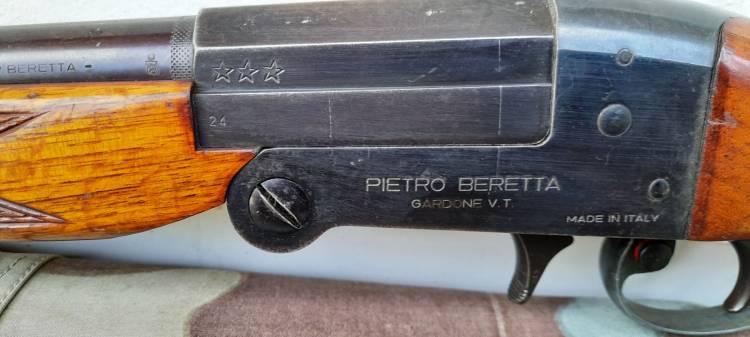 BERETTA -
24
PIETRO BERETTA
GARDONE V.T.
MADE IN ITALY